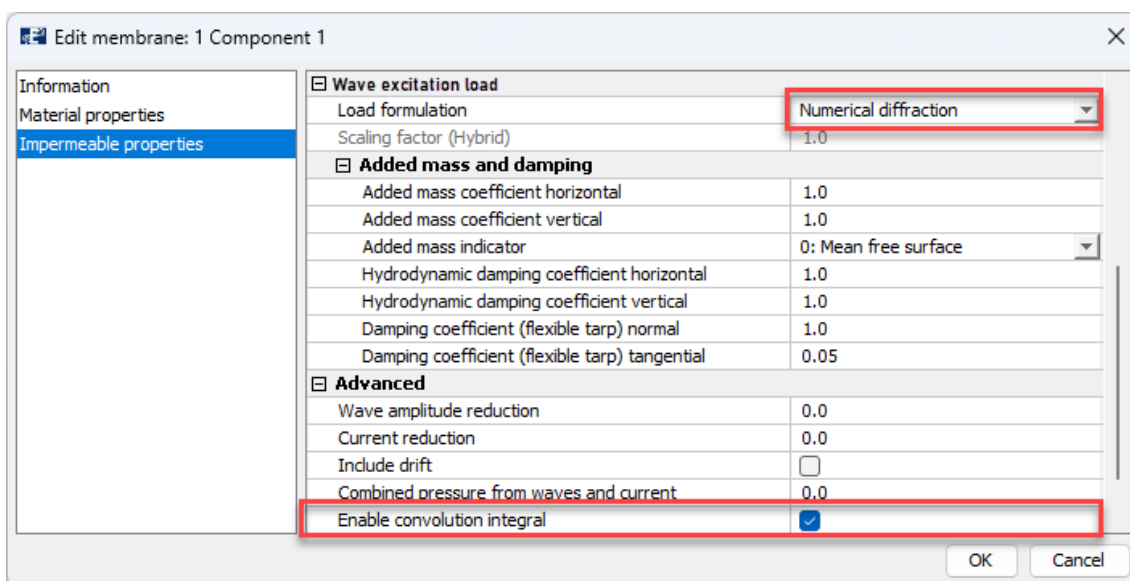 Edit membrane: 1 Component 1
Information
Material properties
Impermeable properties
Wave excitation load
Load formulation Numerical diffraction
Scaling factor (Hybrid) 1.0
Added mass and damping
Added mass coefficient horizontal 1.0
Added mass coefficient vertical 1.0
Added mass indicator 0: Mean free surface
Hydrodynamic damping coefficient horizontal 1.0
Hydrodynamic damping coefficient vertical 1.0
Damping coefficient (flexible tarp) normal 1.0
Damping coefficient (flexible tarp) tangential 0.05
Advanced
Wave amplitude reduction 0.0
Current reduction 0.0
Include drift
Combined pressure from waves and current 0.0
Enable convolution integral
OK Cancel